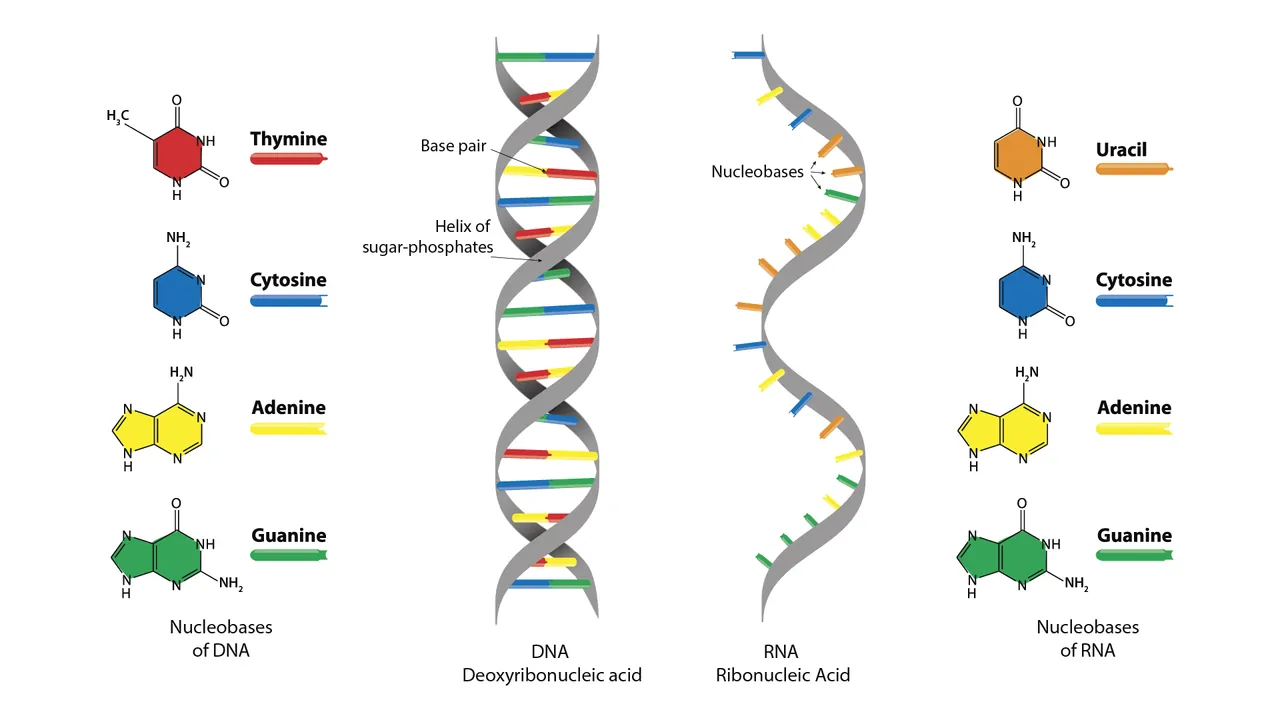 H3C
O
NH
O
N
H
Thymine
NH2
N
O
N
H
Cytosine
H2N
N
N
N
N
H
Adenine
O
N
NH
N
N
H
NH2
Guanine
Nucleobases
of DNA
Base pair
Helix of
sugar-phosphates
DNA
Deoxyribonucleic acid
Nucleobases
RNA
Ribonucleic Acid
O
NH
O
N
H
Uracil
NH2
N
O
N
H
Cytosine
H2N
N
N
N
N
H
Adenine
O
N
NH
N
N
H
NH2
Guanine
Nucleobases
of RNA